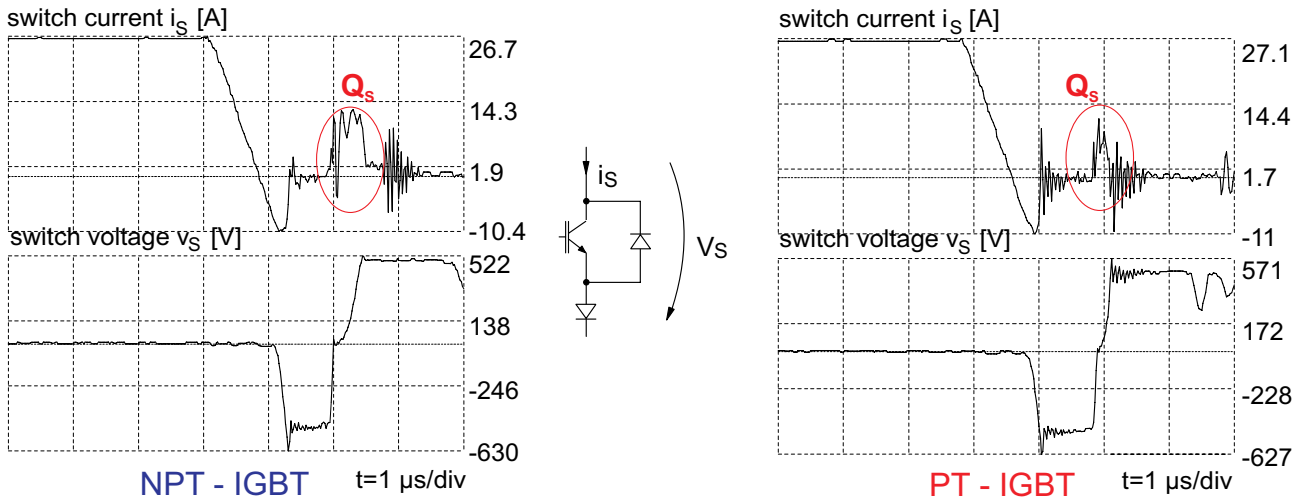 switch current iS [A]
26.7
14.3
1.9
-10.4
Qs
switch voltage vS [V]
522
138
-246
-630
NPT - IGBT
t=1 µs/div
iS
VS
switch current iS [A]
27.1
14.4
1.7
-11
Qs
switch voltage vS [V]
571
172
-228
-627
PT - IGBT
t=1 µs/div